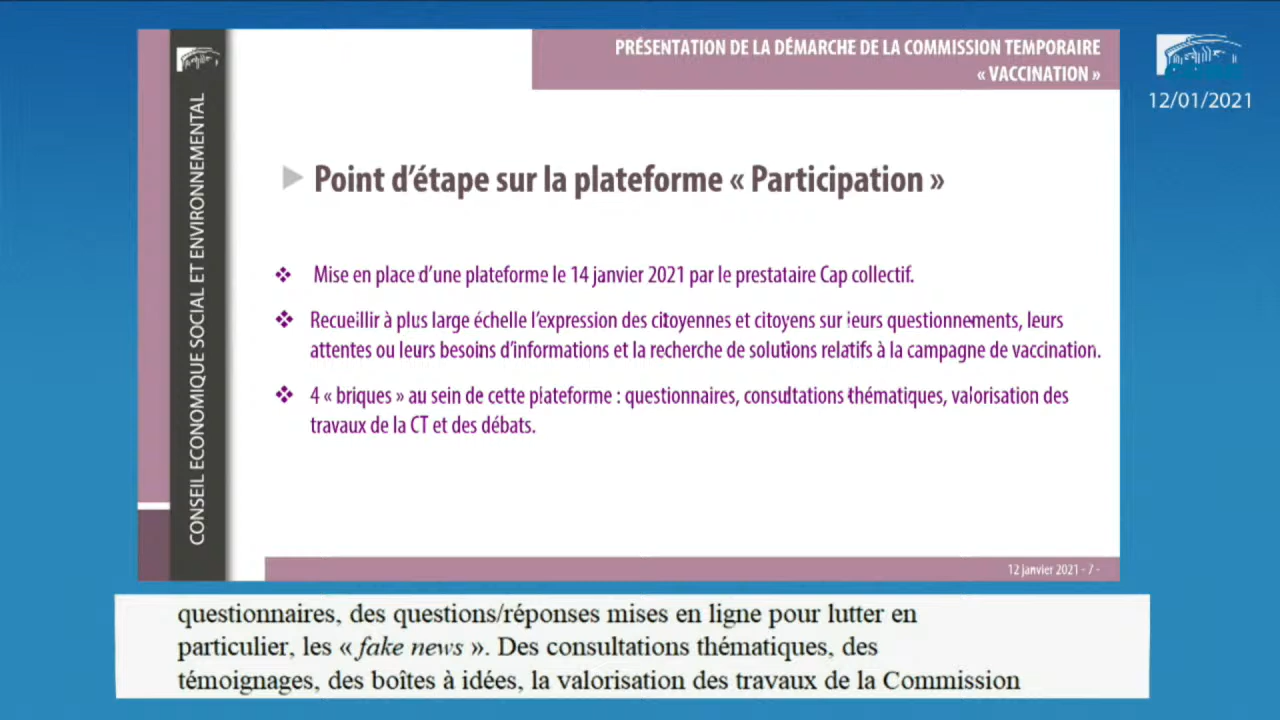 PRÉSENTATION DE LA DÉMARCHE DE LA COMMISSION TEMPORAIRE
« VACCINATION »
12/01/2021
CONSEIL ECONOMIQUE SOCIAL ET ENVIRONNEMENTAL
Point d’étape sur la plateforme « Participation »
Mise en place d’une plateforme le 14 janvier 2021 par le prestataire Cap collectif.
Recueillir à plus large échelle l’expression des citoyennes et citoyens sur leurs questionnements, leurs
attentes ou leurs besoins d’informations et la recherche de solutions relatifs à la campagne de vaccination.
4 « briques » au sein de cette plateforme : questionnaires, consultations thématiques, valorisation des
travaux de la CT et des débats.
12 janvier 2021 - 7 -
questionnaires, des questions/réponses mises en ligne pour lutter en
particulier, les « fake news ». Des consultations thématiques, des
témoignages, des boîtes à idées, la valorisation des travaux de la Commission